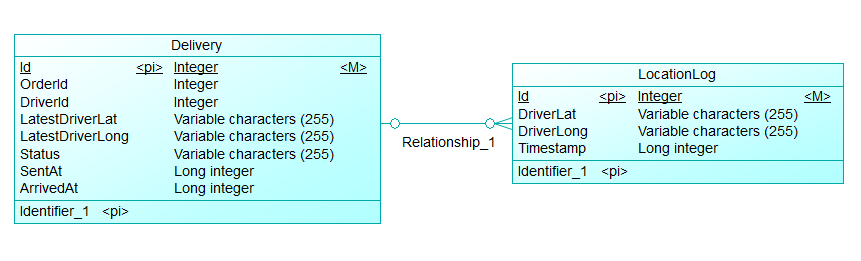 Delivery
Id <pi> Integer <M>
OrderId Integer
DriverId Integer
LatestDriverLat Variable characters (255)
LatestDriverLong Variable characters (255)
Status Variable characters (255)
SentAt Long integer
ArrivedAt Long integer
Identifier_1 <pi>
Relationship_1
LocationLog
Id <pi> Integer <M>
DriverLat Variable characters (255)
DriverLong Variable characters (255)
Timestamp Long integer
Identifier_1 <pi>